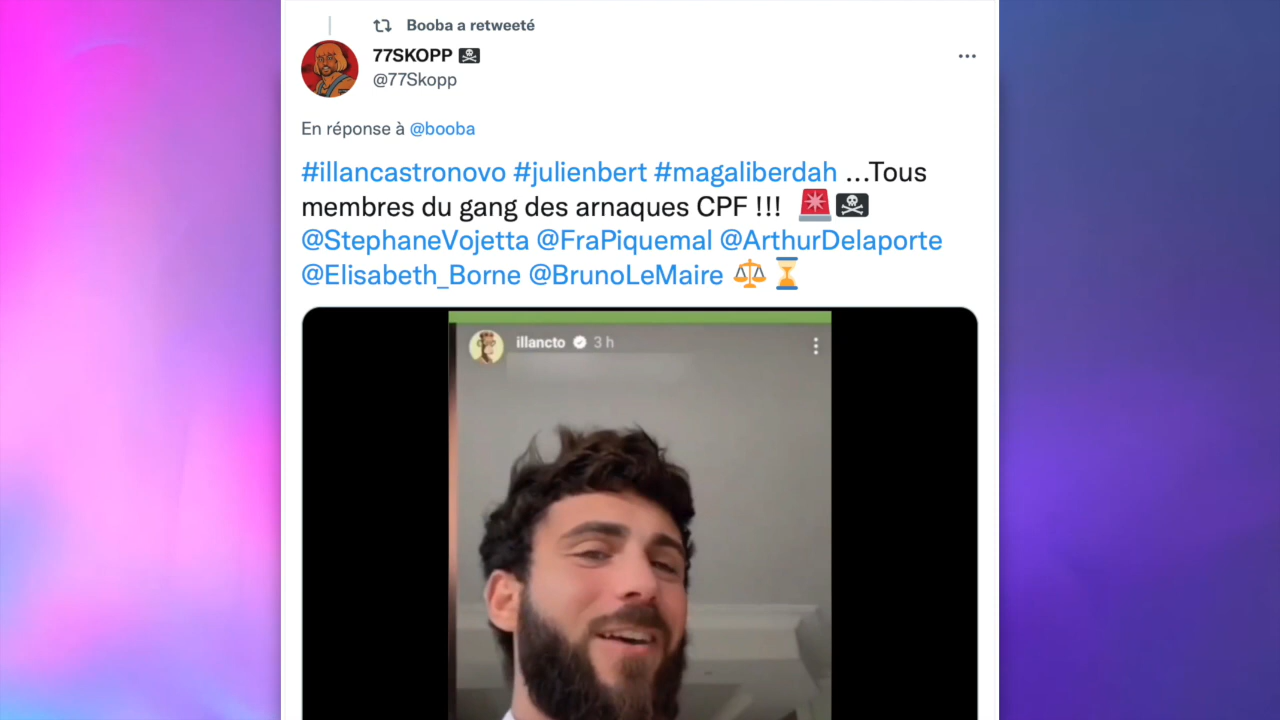 Booba a retweeté
77SKOPP 🏴‍☠️
@77Skopp
En réponse à @booba
#illancastronovo #julienbert #magaliberdah ...Tous
membres du gang des arnaques CPF !!! 🚨🏴‍☠️
@StephaneVojetta @FraPiquemal @ArthurDelaporte
@Elisabeth_Borne @BrunoLeMaire ⚖️⏳
illancto 3 h